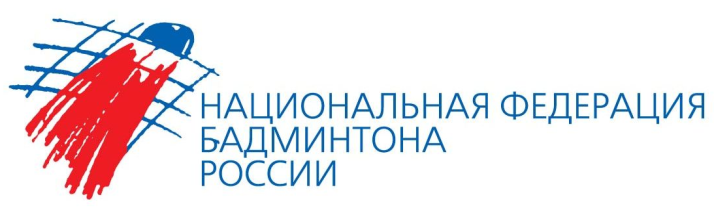 НАЦИОНАЛЬНАЯ ФЕДЕРАЦИЯ
БАДМИНТОНА
РОССИИ